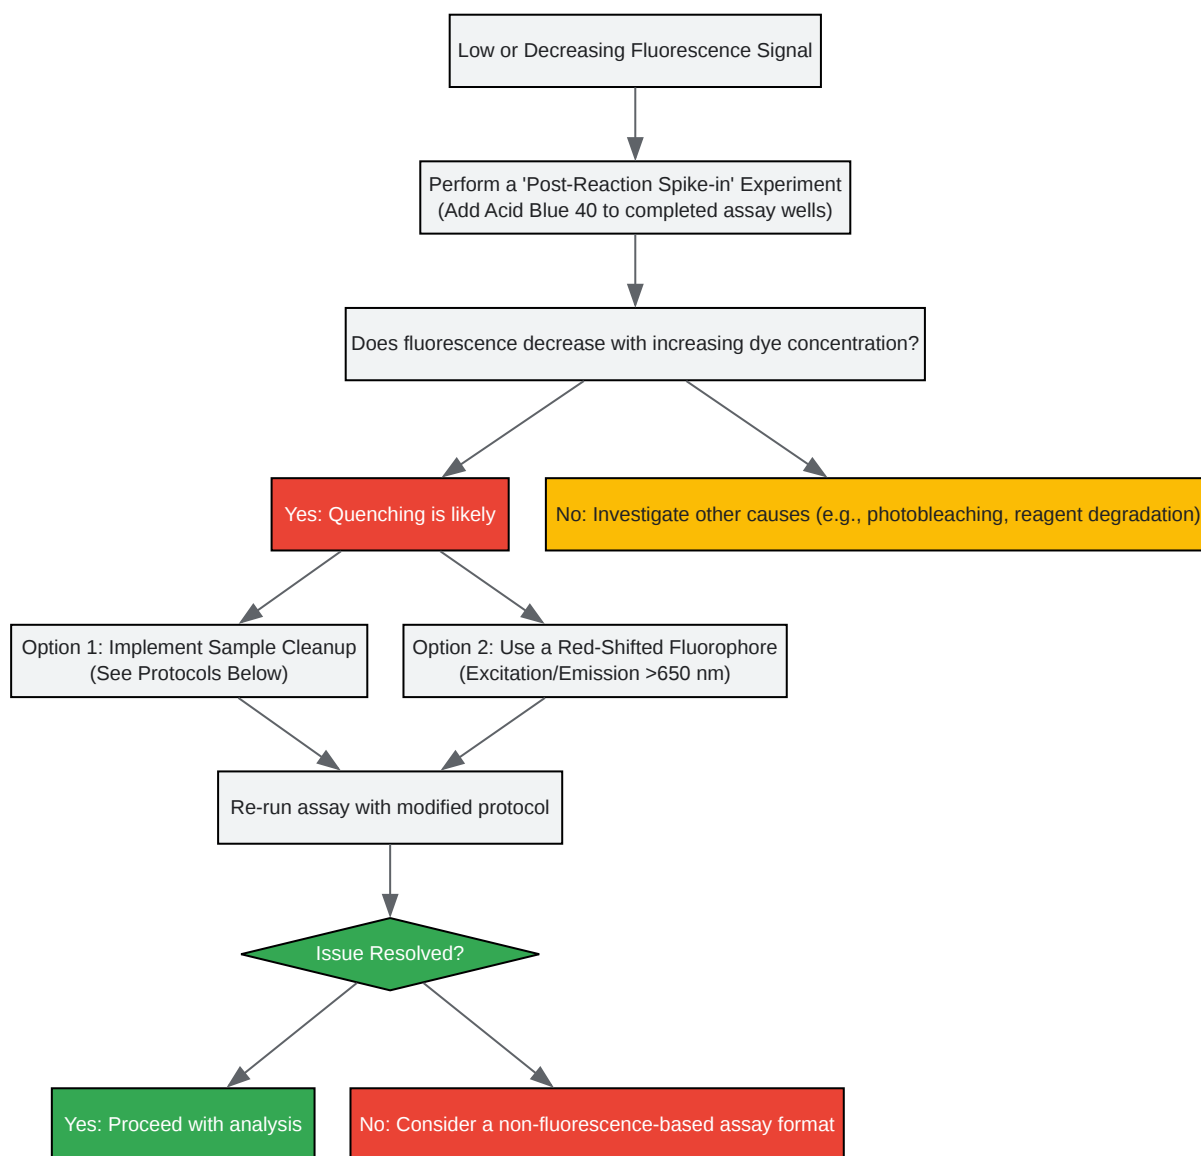 Low or Decreasing Fluorescence Signal
Perform a 'Post-Reaction Spike-in' Experiment
(Add Acid Blue 40 to completed assay wells)
Does fluorescence decrease with increasing dye concentration?
Yes: Quenching is likely
No: Investigate other causes (e.g., photobleaching, reagent degradation)
Option 1: Implement Sample Cleanup
(See Protocols Below)
Option 2: Use a Red-Shifted Fluorophore
(Excitation/Emission >650 nm)
Re-run assay with modified protocol
Issue Resolved?
Yes: Proceed with analysis
No: Consider a non-fluorescence-based assay format